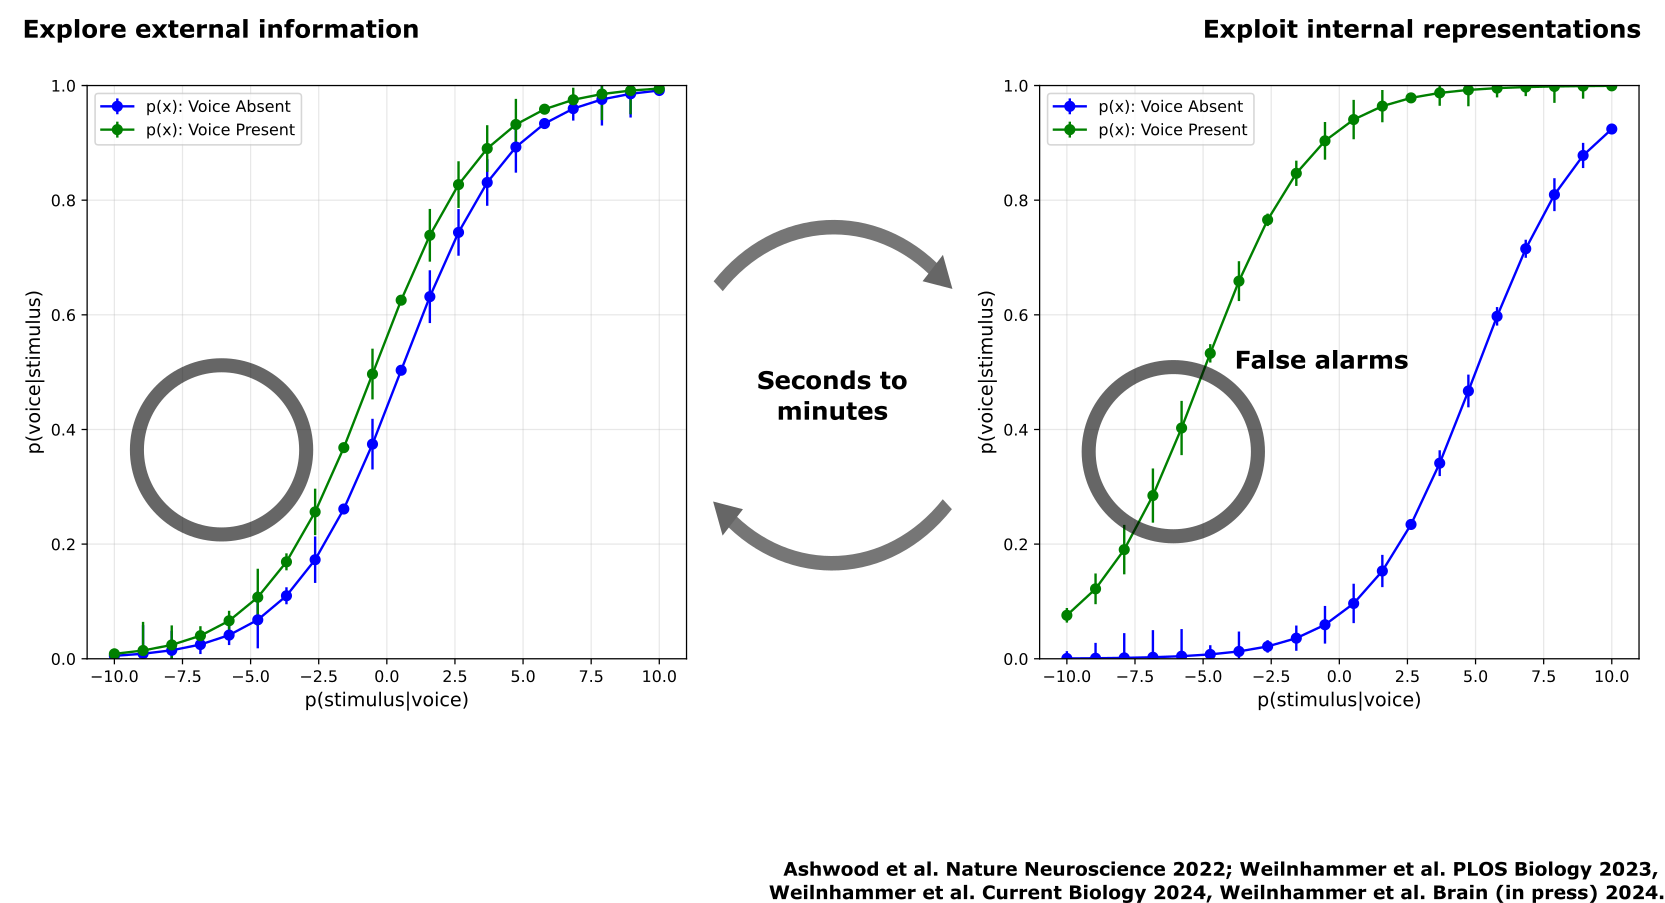 Explore external information
Exploit internal representations
1.0
0.8
0.6
0.4
0.2
0.0
p(voice|stimulus)
p(x): Voice Absent
p(x): Voice Present
−10.0 −7.5 −5.0 −2.5 0.0 2.5 5.0 7.5 10.0
p(stimulus|voice)
Seconds to
minutes
1.0
0.8
0.6
0.4
0.2
0.0
p(voice|stimulus)
p(x): Voice Absent
p(x): Voice Present
False alarms
−10.0 −7.5 −5.0 −2.5 0.0 2.5 5.0 7.5 10.0
p(stimulus|voice)
Ashwood et al. Nature Neuroscience 2022; Weilnhammer et al. PLOS Biology 2023,
Weilnhammer et al. Current Biology 2024, Weilnhammer et al. Brain (in press) 2024.